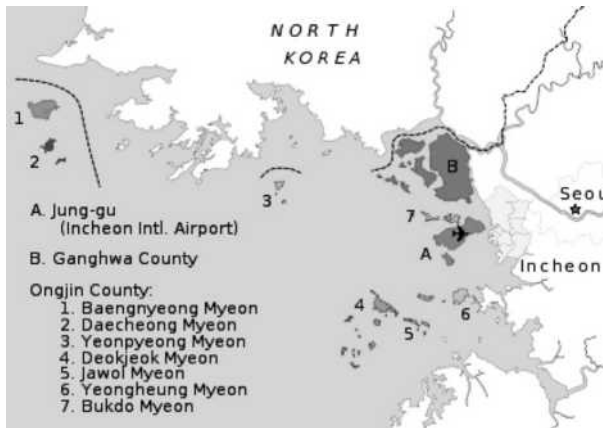 NORTH
KOREA
1
2
3
B
Seou
7
A
Incheon
4
5
6
A. Jung-gu
(Incheon Intl. Airport)
B. Ganghwa County
Ongjin County:
1. Baengnyeong Myeon
2. Daecheong Myeon
3. Yeonpyeong Myeon
4. Deokjeok Myeon
5. Jawol Myeon
6. Yeongheung Myeon
7. Bukdo Myeon